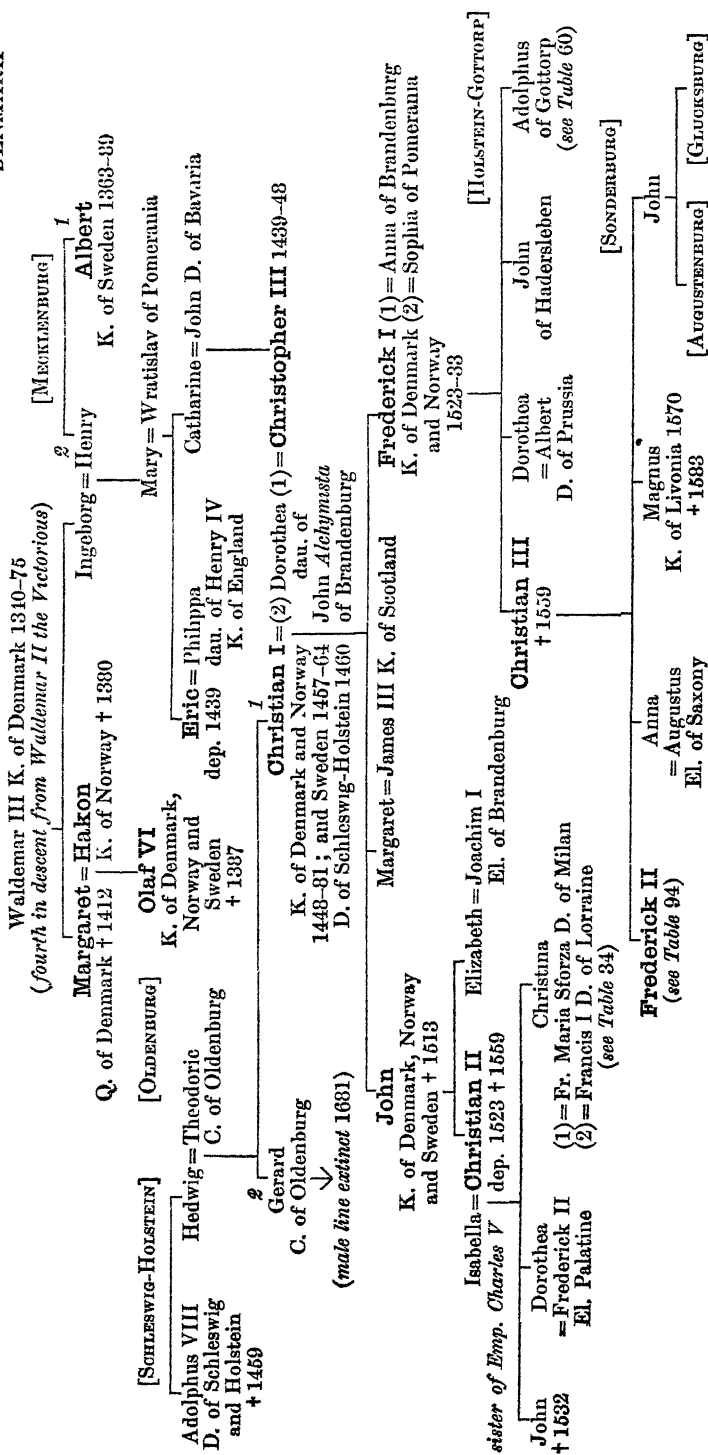 DENMARK
Waldemar III K. of Denmark 1310–75
(fourth in descent from Waldemar II the Victorious)
[MECKLENBURG]
Margaret=Hakon
Q. of Denmark †1412 K. of Norway † 1380
2
Ingeborg=Henry
1
Albert
K. of Sweden 1363–89
Olaf VI
K. of Denmark,
Norway and
Sweden
† 1387
Mary=Wratislav of Pomerania
Eric=Philippa
dep. 1439 dau. of Henry IV
K. of England
Catharine=John D. of Bavaria
[SCHLESWIG-HOLSTEIN]
[OLDENBURG]
Adolphus VIII
D. of Schleswig
and Holstein
†1459
Hedwig=Theodoric
C. of Oldenburg
2
Gerard
C. of Oldenburg
(male line extinct 1681)
1
Christian I=(2) Dorothea (1)=Christopher III 1439–48
K. of Denmark and Norway
1448–81; and Sweden 1457–64
D. of Schleswig-Holstein 1460
dau. of
John Alchymista
of Brandenburg
John
K. of Denmark, Norway
and Sweden †1513
Margaret=James III K. of Scotland
Frederick I (1)=Anna of Brandenburg
K. of Denmark (2)=Sophia of Pomerania
and Norway
1523–33
Isabella=Christian II
sister of Emp. Charles V dep. 1523 †1559
Elizabeth=Joachim I
El. of Brandenburg
[HOLSTEIN-GOTTORP]
Christian III
†1559
Dorothea
=Albert
D. of Prussia
John
of Hadersleben
Adolphus
of Gottorp
(see Table 60)
John
†1532
Dorothea
=Frederick II
El. Palatine
Christina
(1)=Fr. Maria Sforza D. of Milan
(2)=Francis I D. of Lorraine
(see Table 34)
[SONDERBURG]
Frederick II
(see Table 94)
Anna
=Augustus
El. of Saxony
Magnus
K. of Livonia 1570
†1583
John
[AUGUSTENBURG] [GLUCKSBURG]